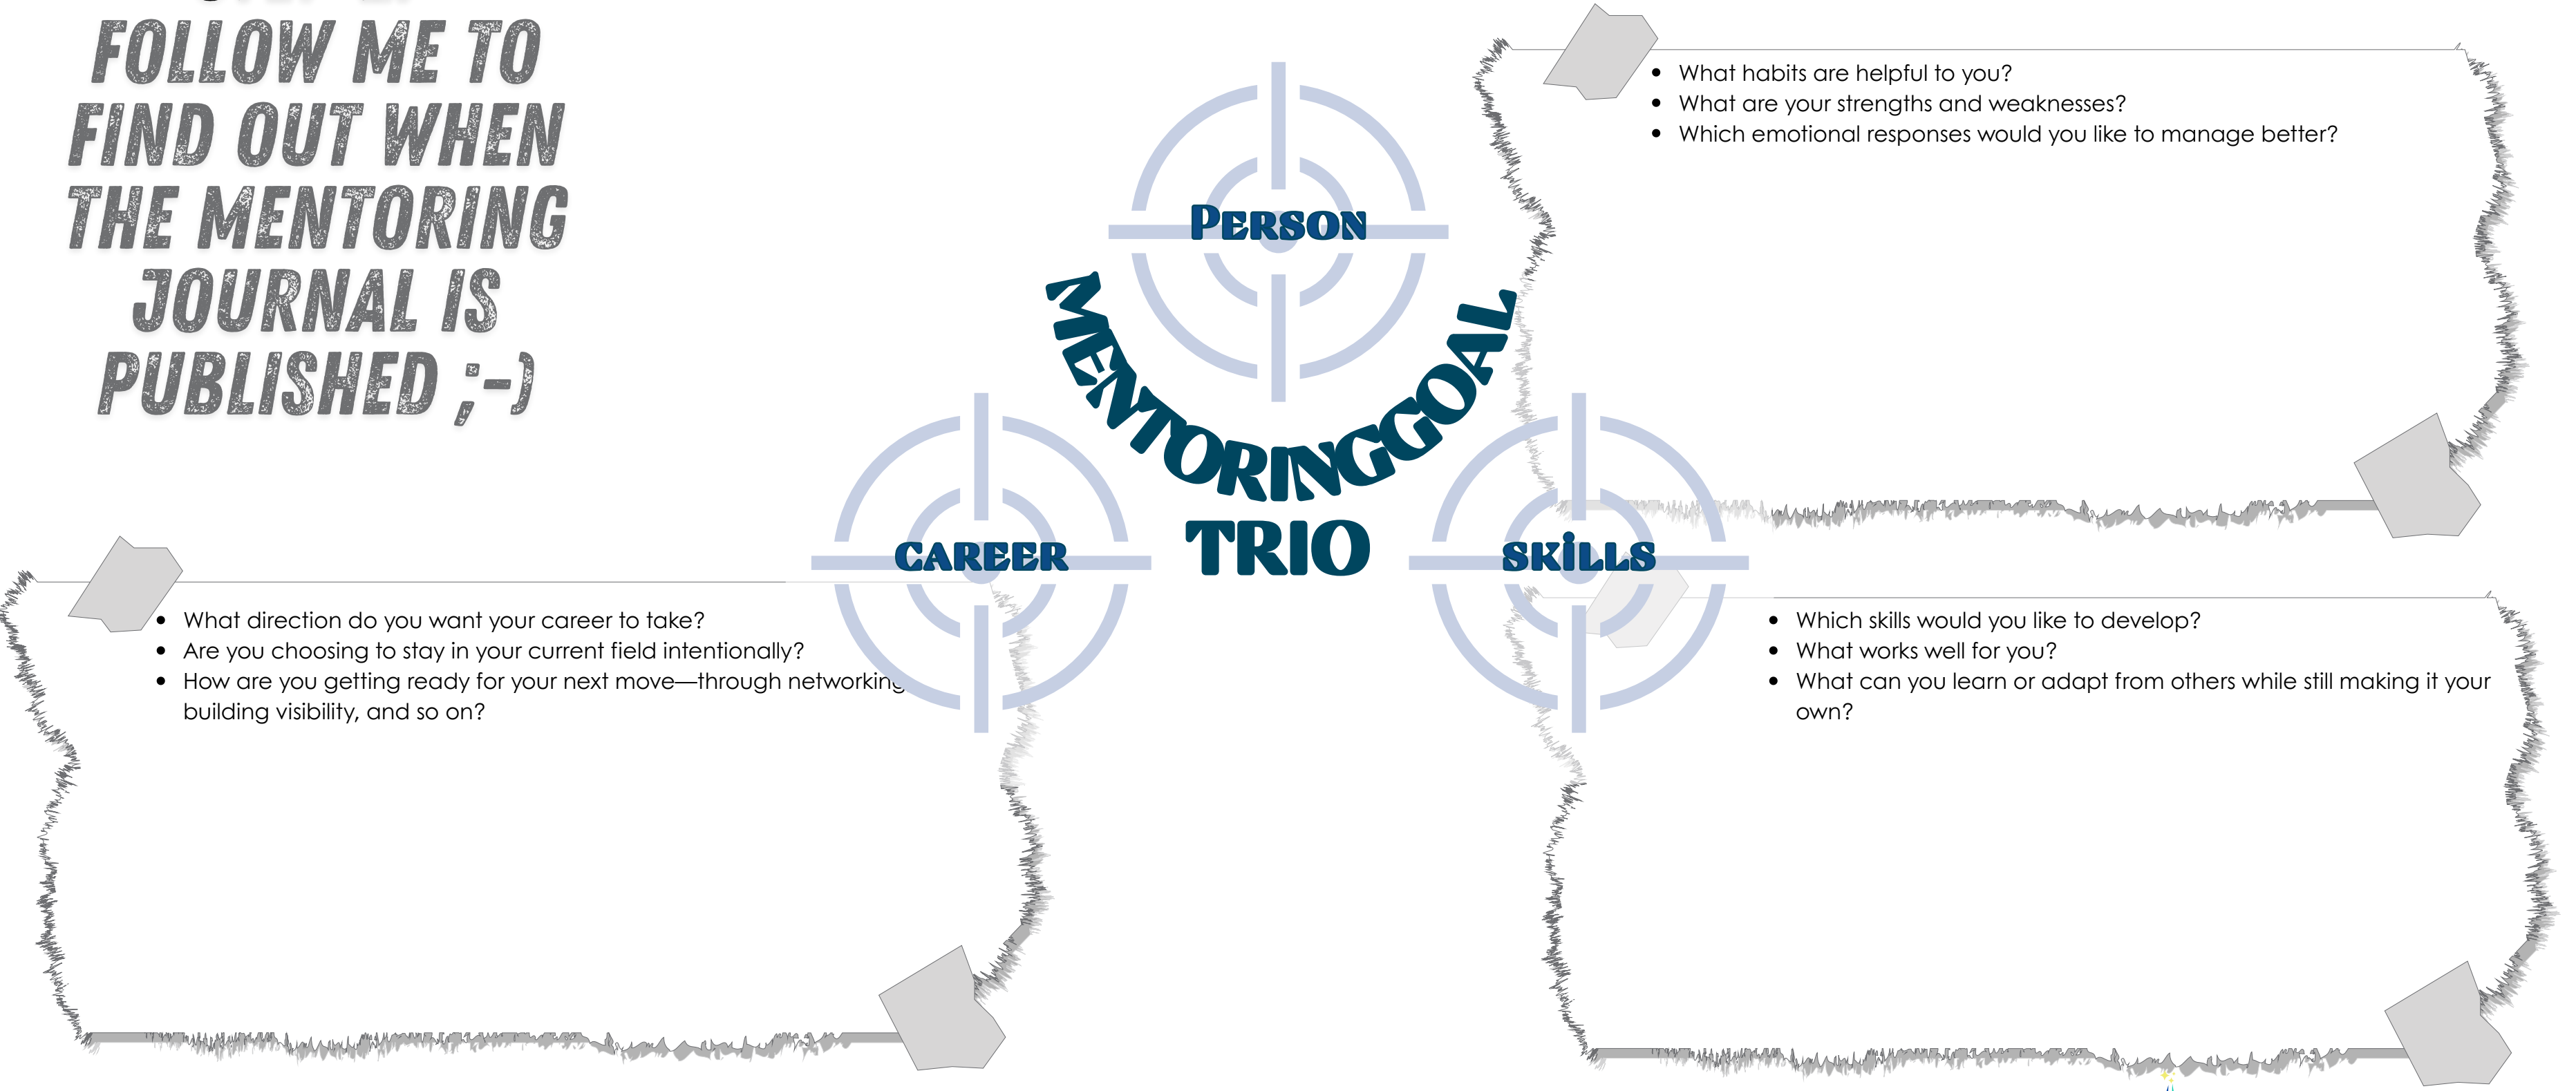 FOLLOW ME TO
FIND OUT WHEN
THE MENTORING
JOURNAL IS
PUBLISHED ;-)
PERSON
MENTORINGGOAL
TRIO
• What habits are helpful to you?
• What are your strengths and weaknesses?
• Which emotional responses would you like to manage better?
CAREER
• What direction do you want your career to take?
• Are you choosing to stay in your current field intentionally?
• How are you getting ready for your next move—through networking
building visibility, and so on?
SKILLS
• Which skills would you like to develop?
• What works well for you?
• What can you learn or adapt from others while still making it your
own?